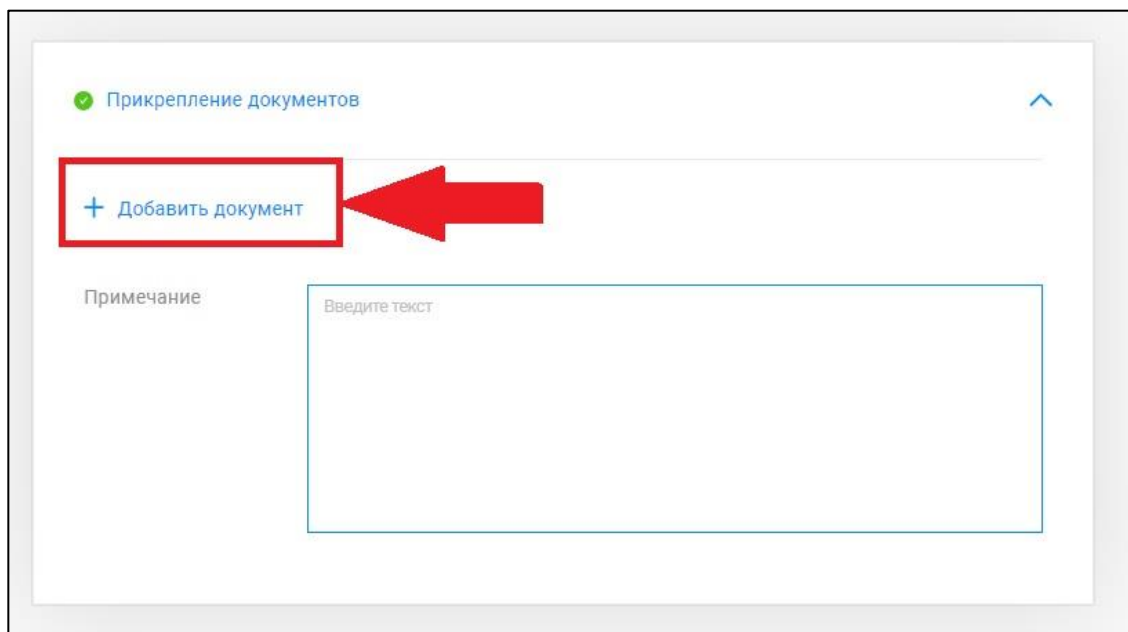 Прикрепление документов
+ Добавить документ
Примечание
Введите текст